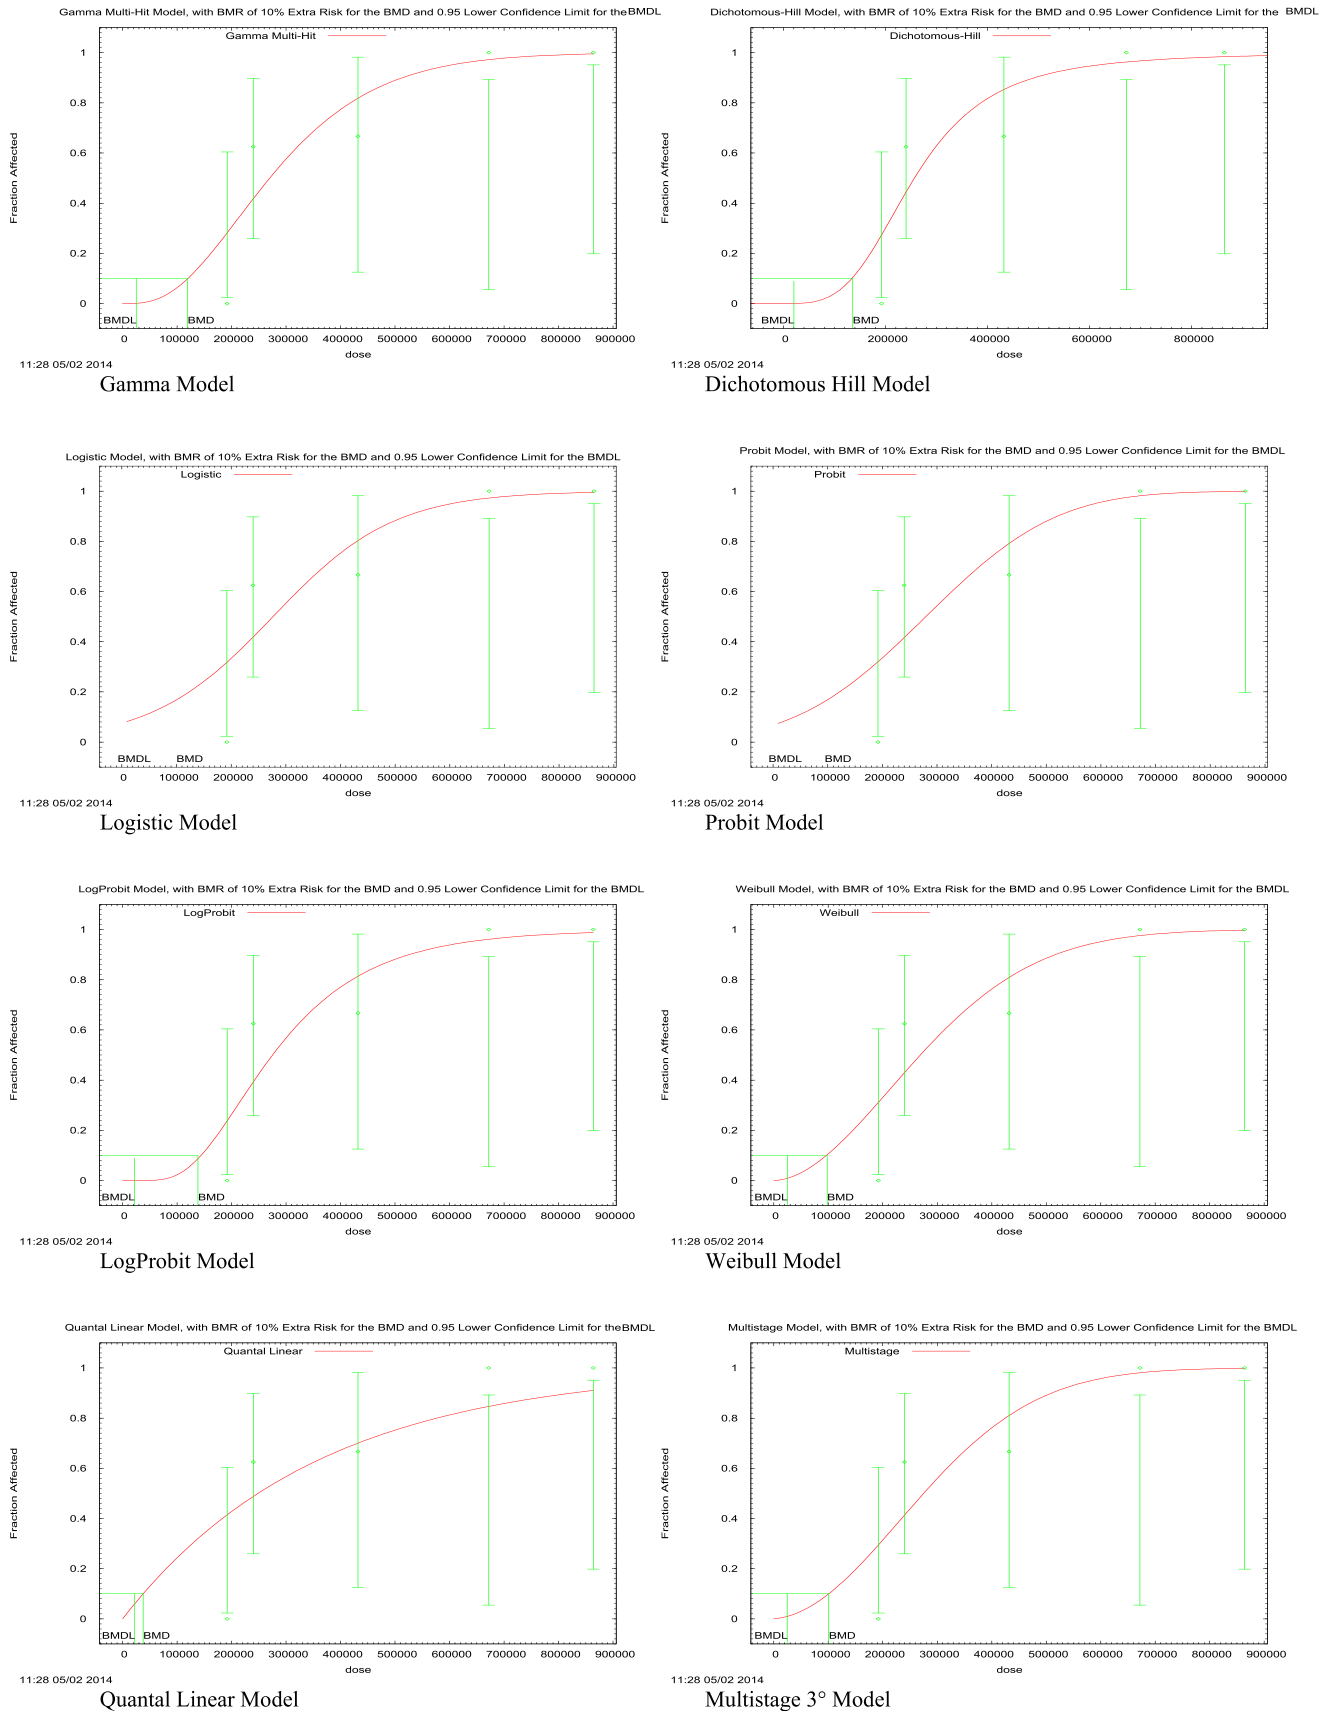 Gamma Multi-Hit Model, with BMR of 10% Extra Risk for the BMD and 0.95 Lower Confidence Limit for the BMDL
Gamma Multi-Hit
Fraction Affected
1
0.8
0.6
0.4
0.2
0
BMDL BMD
0 100000 200000 300000 400000 500000 600000 700000 800000 900000
dose
11:28 05/02 2014
Gamma Model
Dichotomous-Hill Model, with BMR of 10% Extra Risk for the BMD and 0.95 Lower Confidence Limit for the BMDL
Dichotomous-Hill
Fraction Affected
1
0.8
0.6
0.4
0.2
0
BMDL BMD
0 200000 400000 600000 800000
dose
11:28 05/02 2014
Dichotomous Hill Model
Logistic Model, with BMR of 10% Extra Risk for the BMD and 0.95 Lower Confidence Limit for the BMDL
Logistic
Fraction Affected
1
0.8
0.6
0.4
0.2
0
BMDL BMD
0 100000 200000 300000 400000 500000 600000 700000 800000 900000
dose
11:28 05/02 2014
Logistic Model
Probit Model, with BMR of 10% Extra Risk for the BMD and 0.95 Lower Confidence Limit for the BMDL
Probit
Fraction Affected
1
0.8
0.6
0.4
0.2
0
BMDL BMD
0 100000 200000 300000 400000 500000 600000 700000 800000 900000
dose
11:28 05/02 2014
Probit Model
LogProbit Model, with BMR of 10% Extra Risk for the BMD and 0.95 Lower Confidence Limit for the BMDL
LogProbit
Fraction Affected
1
0.8
0.6
0.4
0.2
0
BMDL BMD
0 100000 200000 300000 400000 500000 600000 700000 800000 900000
dose
11:28 05/02 2014
LogProbit Model
Weibull Model, with BMR of 10% Extra Risk for the BMD and 0.95 Lower Confidence Limit for the BMDL
Weibull
Fraction Affected
1
0.8
0.6
0.4
0.2
0
BMDL BMD
0 100000 200000 300000 400000 500000 600000 700000 800000 900000
dose
11:28 05/02 2014
Weibull Model
Quantal Linear Model, with BMR of 10% Extra Risk for the BMD and 0.95 Lower Confidence Limit for the BMDL
Quantal Linear
Fraction Affected
1
0.8
0.6
0.4
0.2
0
BMDL BMD
0 100000 200000 300000 400000 500000 600000 700000 800000 900000
dose
11:28 05/02 2014
Quantal Linear Model
Multistage Model, with BMR of 10% Extra Risk for the BMD and 0.95 Lower Confidence Limit for the BMDL
Multistage
Fraction Affected
1
0.8
0.6
0.4
0.2
0
BMDL BMD
0 100000 200000 300000 400000 500000 600000 700000 800000 900000
dose
11:28 05/02 2014
Multistage 3° Model